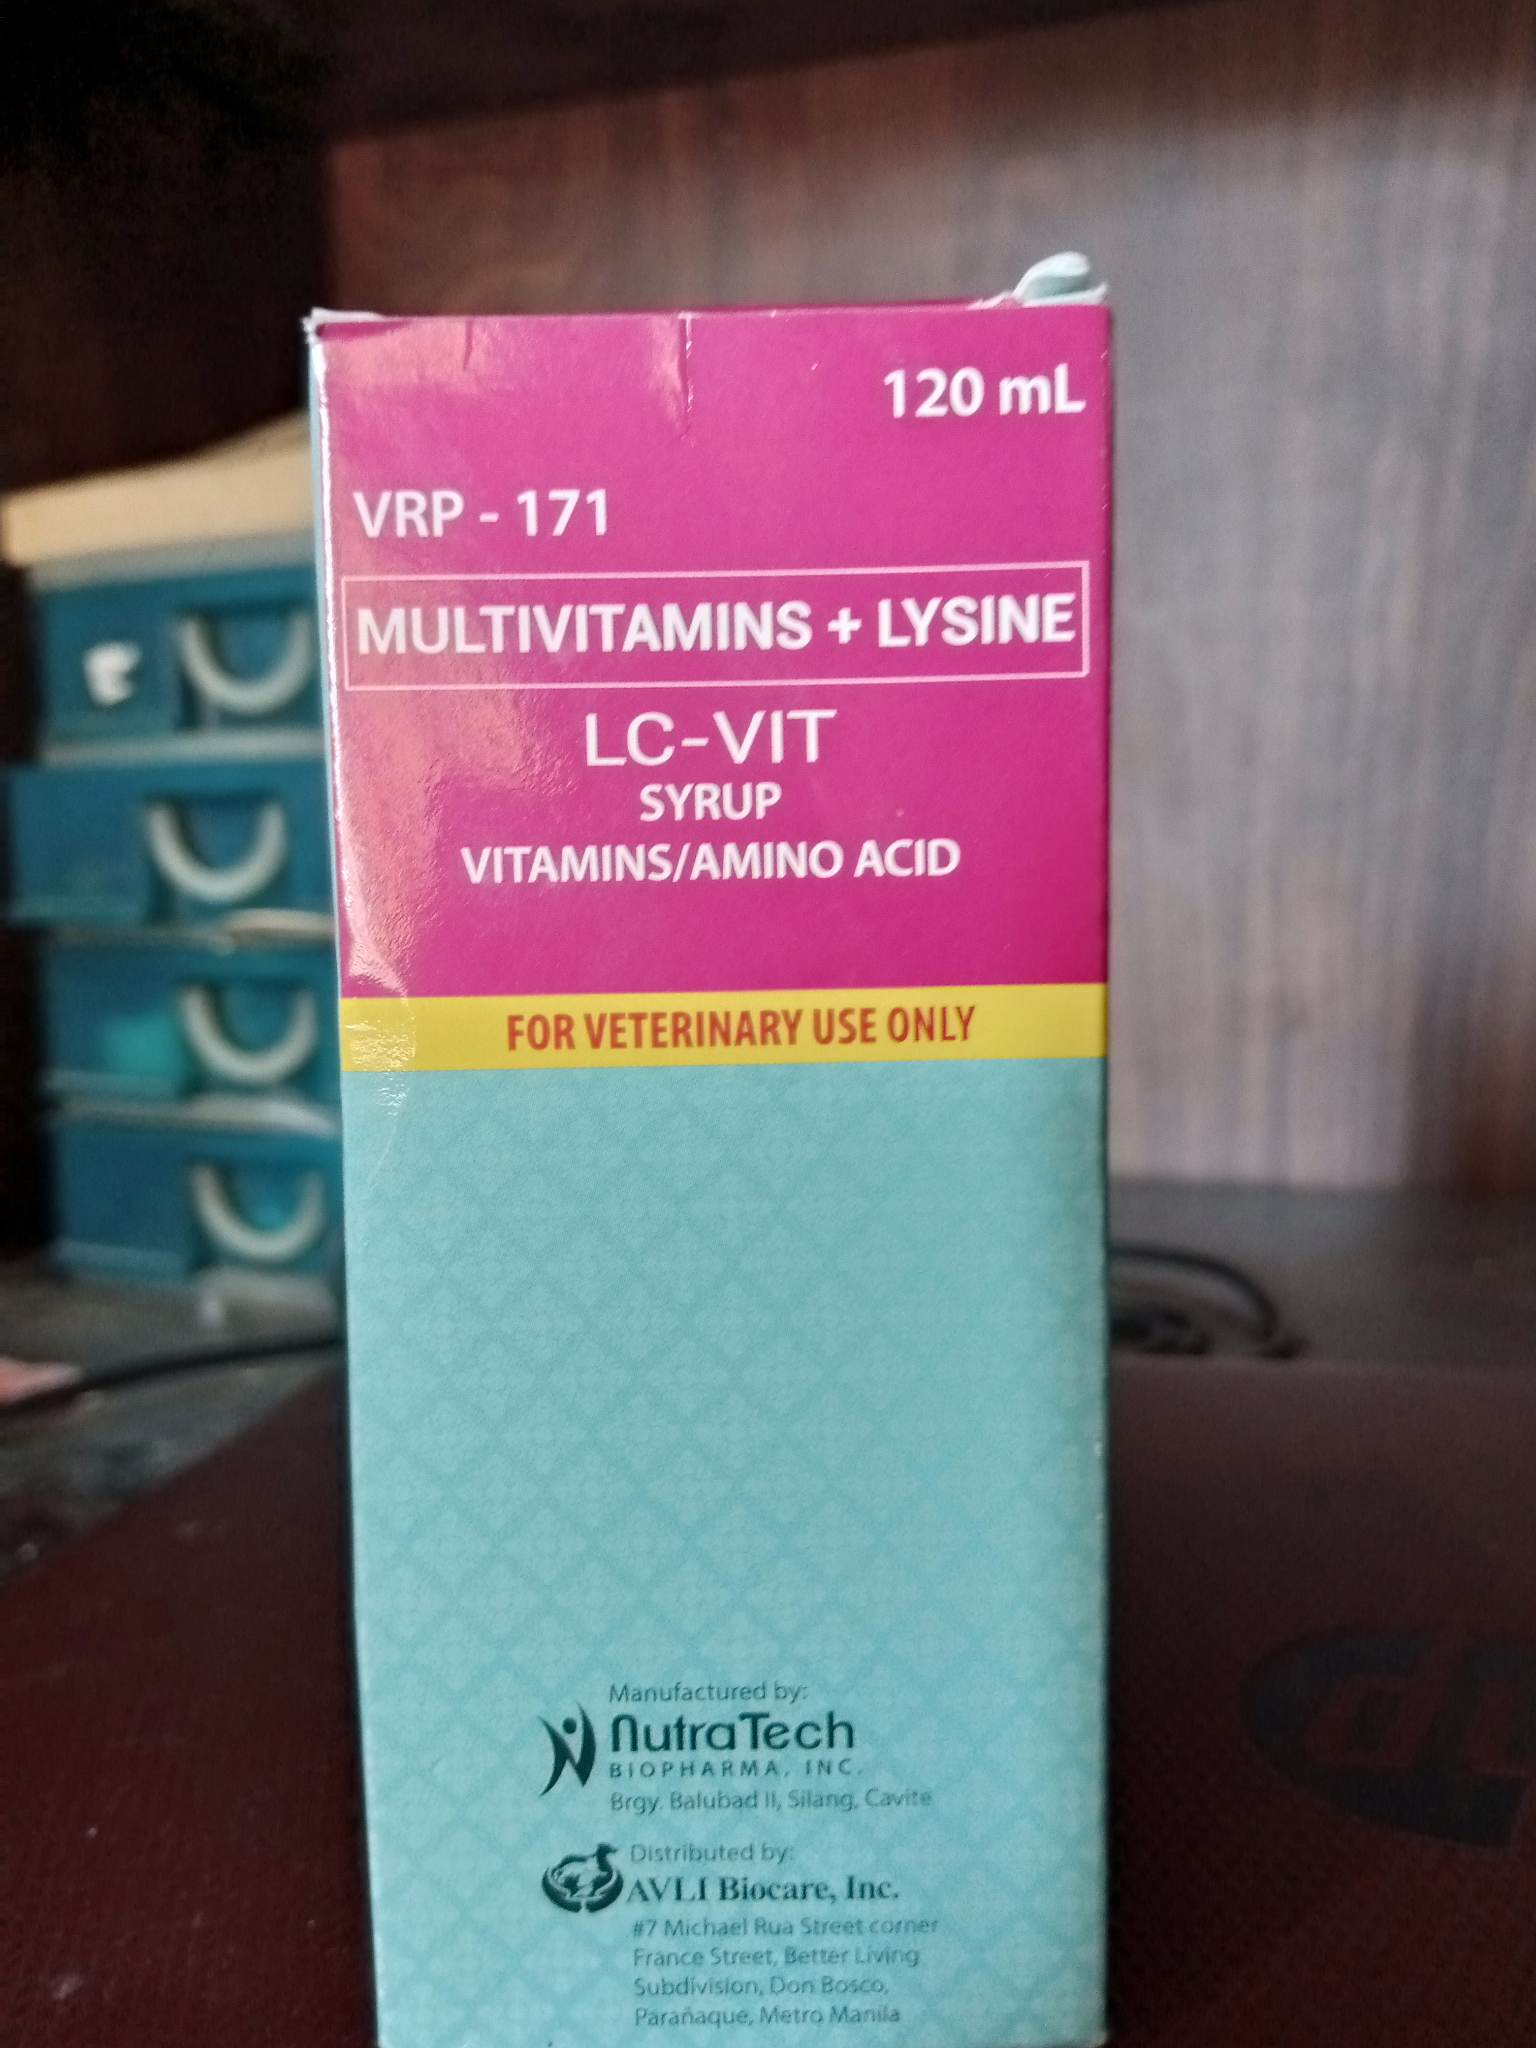 120 mL
VRP - 171
MULTIVITAMINS + LYSINE
LC-VIT
SYRUP
VITAMINS/AMINO ACID
FOR VETERINARY USE ONLY
Manufactured by:
NutraTech
BIOPHARMA, INC.
Brgy. Balubad II, Silang, Cavite
Distributed by:
AVLI Biocare, Inc.
#7 Michael Rua Street corner
France Street, Better Living
Subdivision, Don Bosco,
Parañaque, Metro Manila
hp